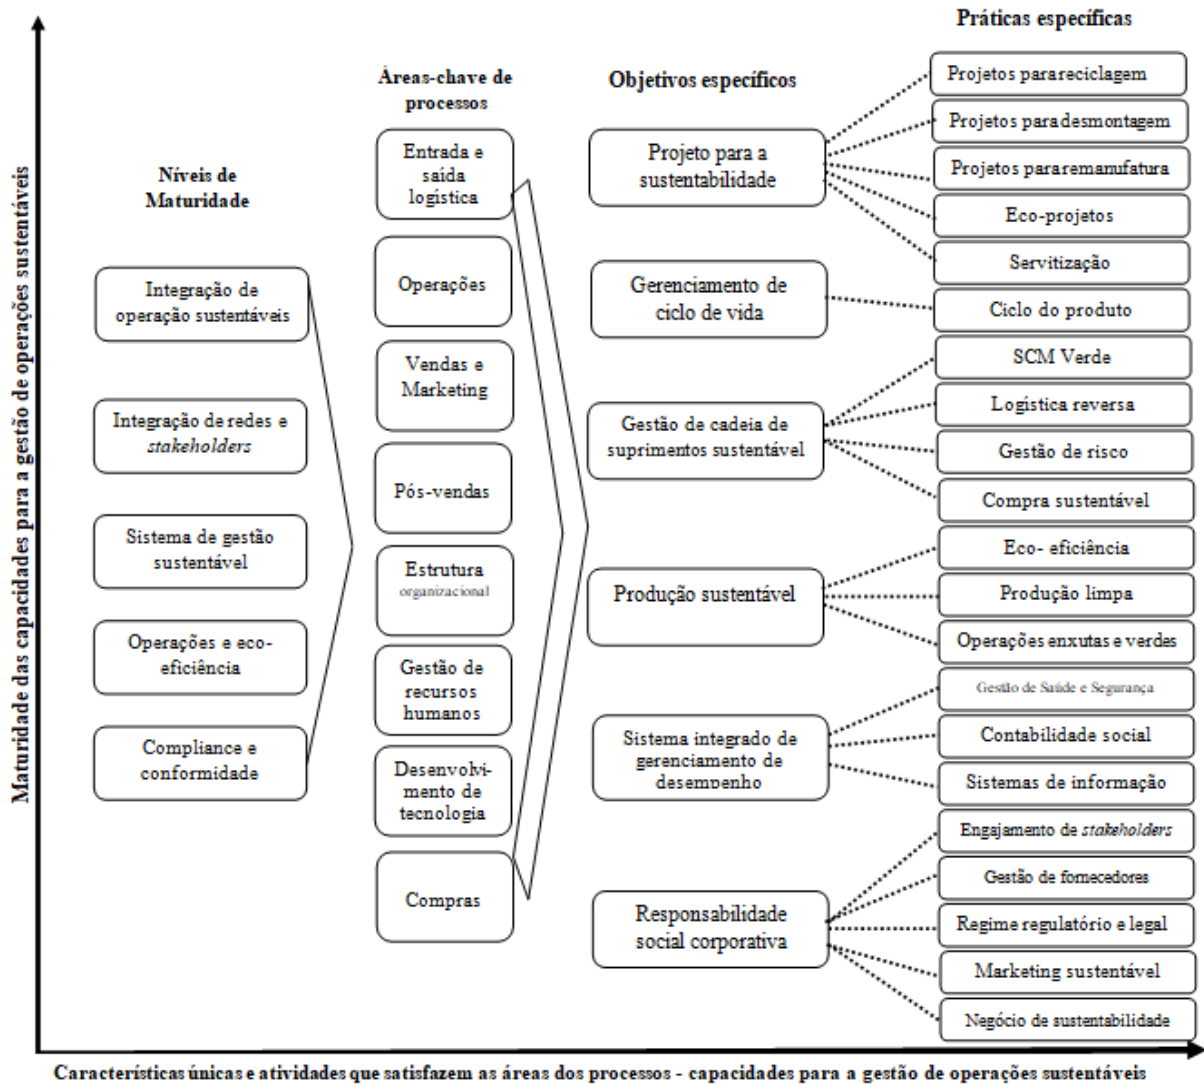 Maturidade das capacidades para a gestão de operações sustentáveis
Níveis de
Maturidade
Integração de
operação sustentáveis
Integração de redes e
stakeholders
Sistema de gestão
sustentável
Operações e eco-
eficiência
Compliance e
conformidade
Áreas-chave de
processos
Entrada e
saída
logística
Operações
Vendas e
Marketing
Pós-vendas
Estrutura
organizacional
Gestão de
recursos
humanos
Desenvolvi-
mento de
tecnologia
Compras
Objetivos específicos
Projeto para a
sustentabilidade
Gerenciamento de
ciclo de vida
Gestão de cadeia de
suprimentos sustentável
Produção sustentável
Sistema integrado de
gerenciamento de
desempenho
Responsabilidade
social corporativa
Práticas específicas
Projetos para reciclagem
Projetos para desmontagem
Projetos para remanufatura
Eco-projetos
Servitização
Ciclo do produto
SCM Verde
Logística reversa
Gestão de risco
Compra sustentável
Eco- eficiência
Produção limpa
Operações enxutas e verdes
Gestão de Saúde e Segurança
Contabilidade social
Sistemas de informação
Engajamento de stakeholders
Gestão de fornecedores
Regime regulatório e legal
Marketing sustentável
Negócio de sustentabilidade
Características únicas e atividades que satisfazem as áreas dos processos - capacidades para a gestão de operações sustentáveis